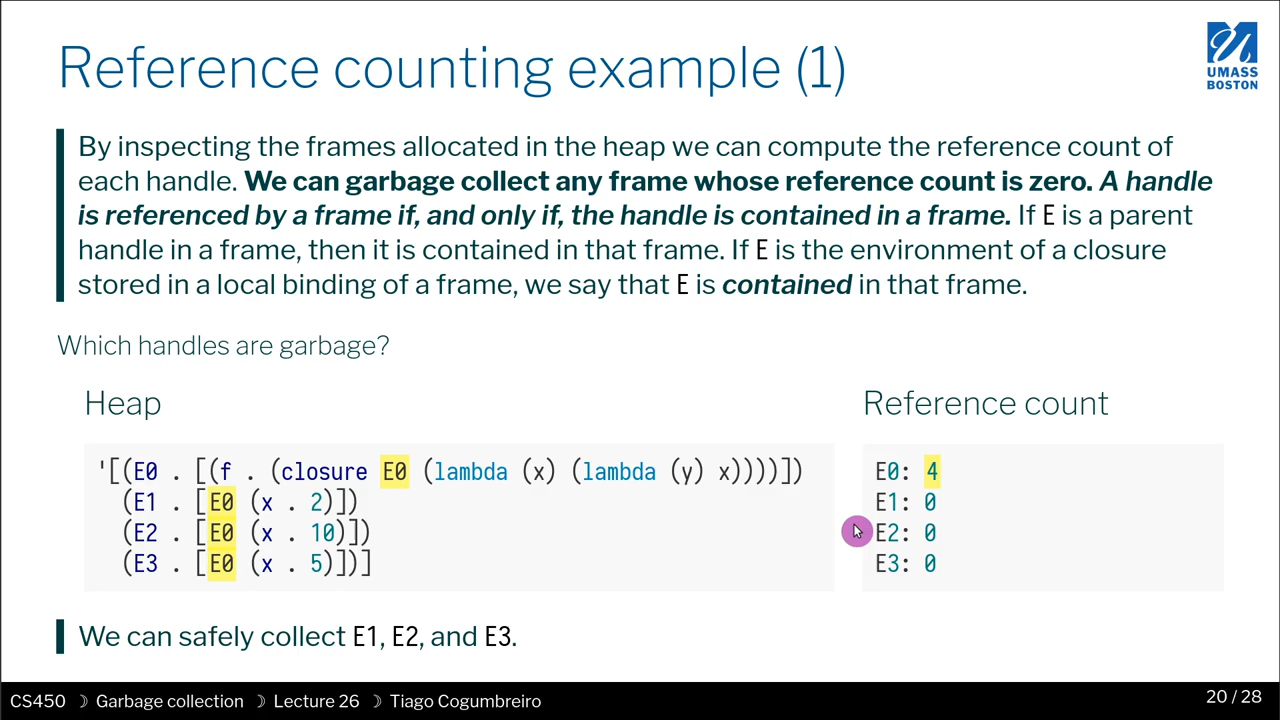 Reference counting example (1)
UMASS
BOSTON
By inspecting the frames allocated in the heap we can compute the reference count of
each handle. We can garbage collect any frame whose reference count is zero. A handle
is referenced by a frame if, and only if, the handle is contained in a frame. If E is a parent
handle in a frame, then it is contained in that frame. If E is the environment of a closure
stored in a local binding of a frame, we say that E is contained in that frame.
Which handles are garbage?
Heap
'[(E0 . [(f . (closure E0 (lambda (x) (lambda (y) x))))])
(E1 . [E0 (x . 2)])
(E2 . [E0 (x . 10)])
(E3 . [E0 (x . 5)])]
Reference count
E0: 4
E1: 0
E2: 0
E3: 0
We can safely collect E1, E2, and E3.
CS450 ☽ Garbage collection ☽ Lecture 26 ☽ Tiago Cogumbreiro
20 / 28